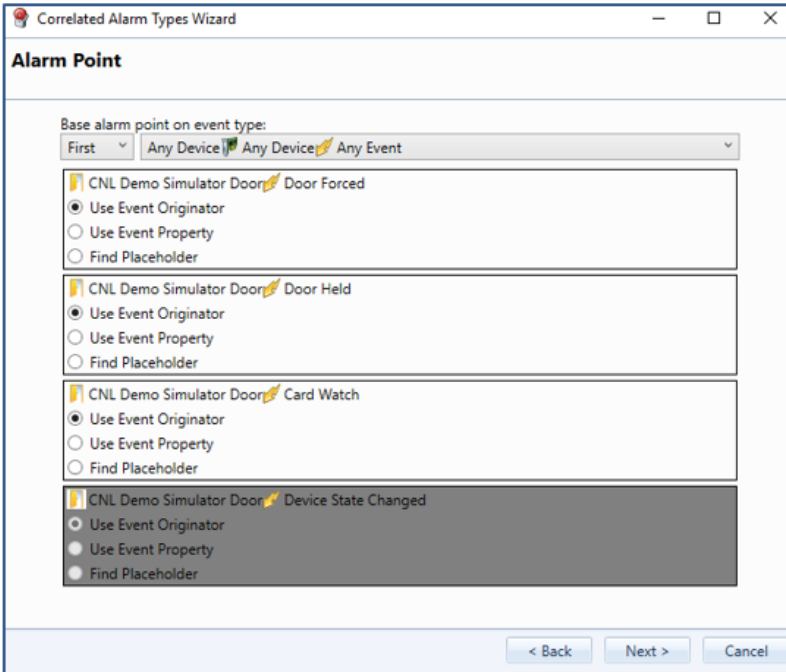 Correlated Alarm Types Wizard
Alarm Point
Base alarm point on event type:
First Any Device Any Device Any Event
CNL Demo Simulator Door Door Forced
Use Event Originator
Use Event Property
Find Placeholder
CNL Demo Simulator Door Door Held
Use Event Originator
Use Event Property
Find Placeholder
CNL Demo Simulator Door Card Watch
Use Event Originator
Use Event Property
Find Placeholder
CNL Demo Simulator Door Device State Changed
Use Event Originator
Use Event Property
Find Placeholder
< Back Next > Cancel